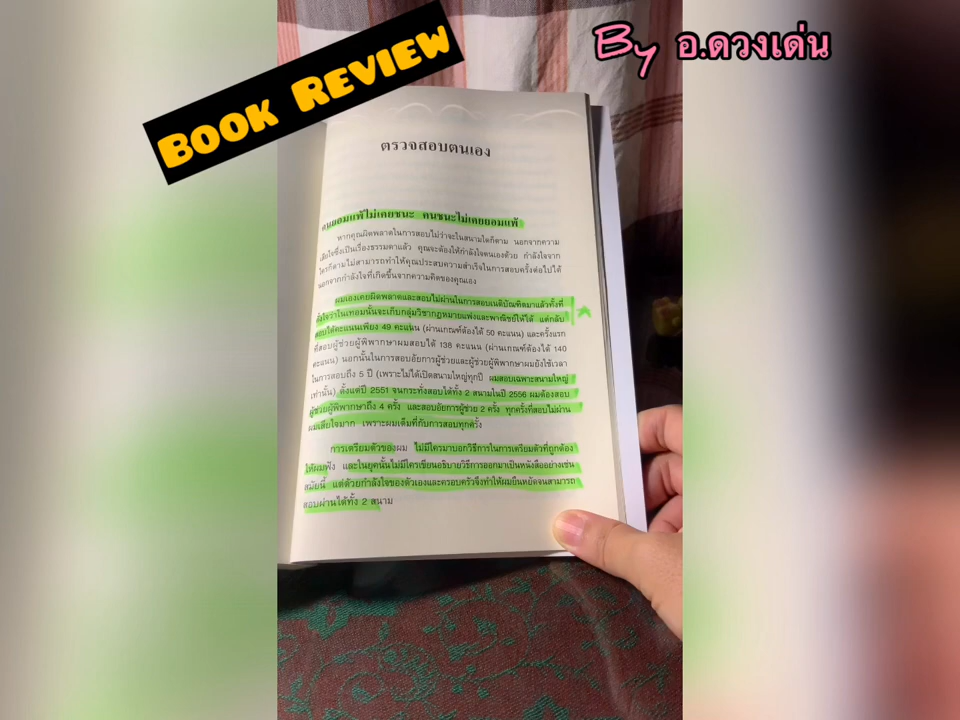 BOOK REVIEW
By อ.ดวงเด่น
ตรวจสอบตนเอง
คนยอมแพ้ไม่เคยชนะ คนชนะไม่เคยยอมแพ้
หากคุณผิดพลาดในการสอบไม่ว่าจะในสนามใดก็ตาม นอกจากความ
เสียใจซึ่งเป็นเรื่องธรรมดาแล้ว คุณจะต้องให้กำลังใจตนเองด้วย กำลังใจจาก
ใครก็ตามไม่สามารถทำให้คุณประสบความสำเร็จในการสอบครั้งต่อไปได้
นอกจากกำลังใจที่เกิดขึ้นจากความคิดของคุณเอง
ผมเองเคยผิดพลาดและสอบไม่ผ่านในการสอบเนติบัณฑิตมาแล้วทั้งที่
ตั้งใจว่าในเทอมนั้นจะเก็บกลุ่มวิชากฎหมายแพ่งและพาณิชย์ให้ได้ แต่กลับ
สอบได้คะแนนเพียง 49 คะแนน (ผ่านเกณฑ์ต้องได้ 50 คะแนน) และครั้งแรก
ที่สอบผู้ช่วยผู้พิพากษาผมสอบได้ 138 คะแนน (ผ่านเกณฑ์ต้องได้ 140
คะแนน) นอกนั้นในการสอบอัยการผู้ช่วยและผู้ช่วยผู้พิพากษาผมยังใช้เวลา
ในการสอบถึง 5 ปี (เพราะไม่ได้เปิดสนามใหญ่ทุกปี ผมสอบเฉพาะสนามใหญ่
เท่านั้น) ตั้งแต่ปี 2551 จนกระทั่งสอบได้ทั้ง 2 สนามในปี 2556 ผมต้องสอบ
ผู้ช่วยผู้พิพากษาถึง 4 ครั้ง และสอบอัยการผู้ช่วย 2 ครั้ง ทุกครั้งที่สอบไม่ผ่าน
ผมเสียใจมาก เพราะผมเต็มที่กับการสอบทุกครั้ง
การเตรียมตัวของผม ไม่มีใครมาบอกวิธีการในการเตรียมตัวที่ถูกต้อง
ให้ผมฟัง และในยุคนั้นไม่มีใครเขียนอธิบายวิธีการออกมาเป็นหนังสืออย่างเช่น
สมัยนี้ แต่ด้วยกำลังใจของตัวเองและครอบครัวจึงทำให้ผมยืนหยัดจนสามารถ
สอบผ่านได้ทั้ง 2 สนาม